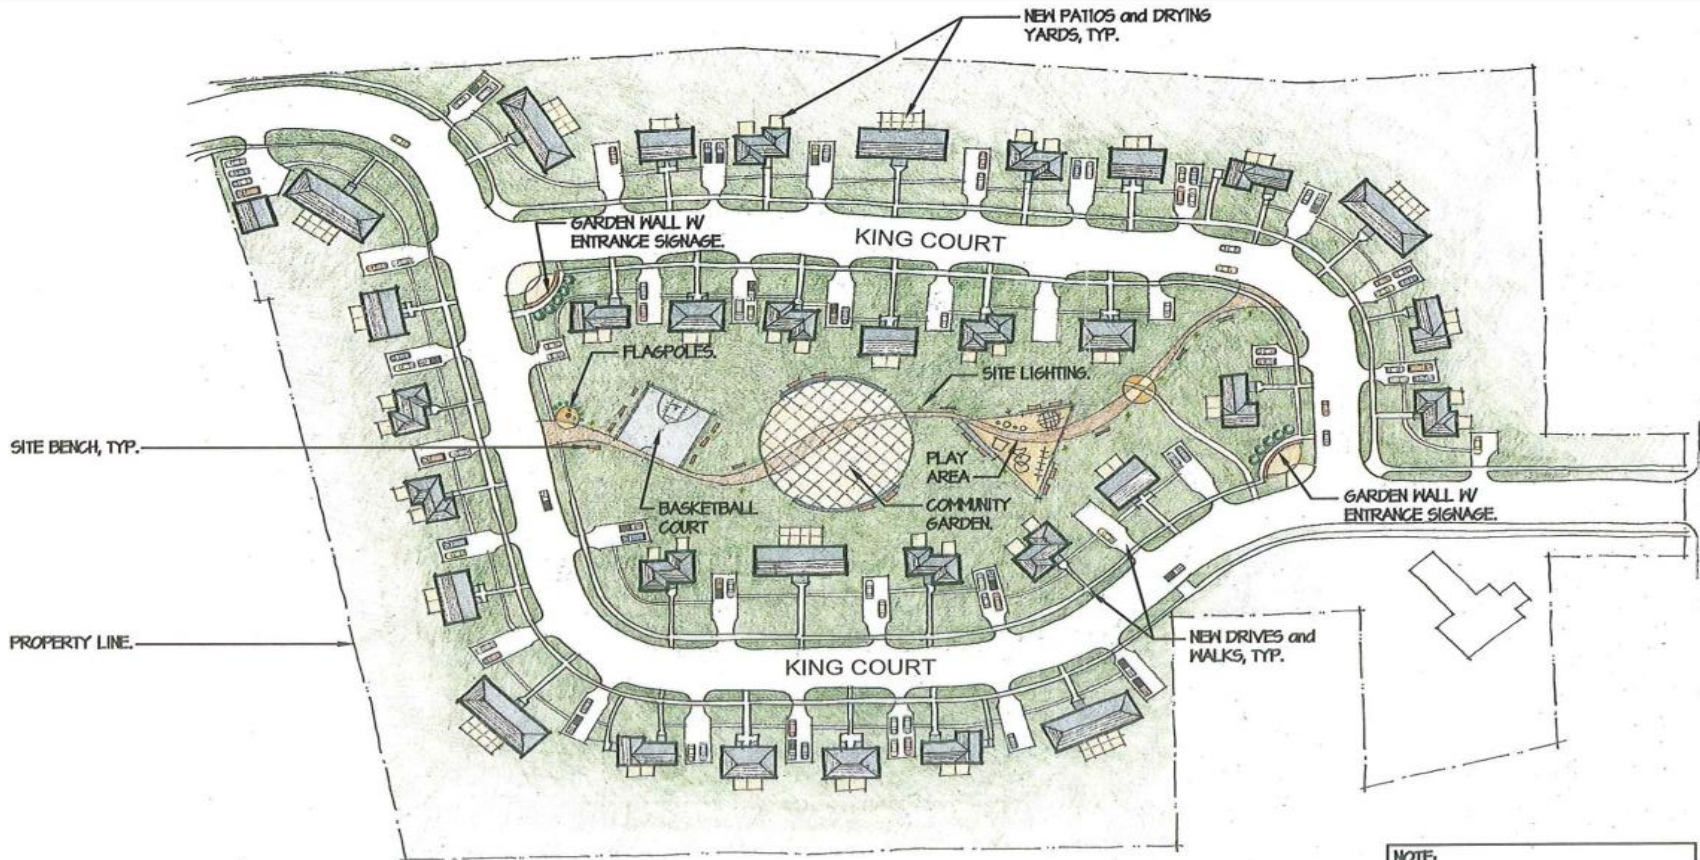 NEW PATIOS and DRYING
YARDS, TYP.
GARDEN WALL W/
ENTRANCE SIGNAGE.
KING COURT
FLAGPOLES.
SITE LIGHTING.
SITE BENCH, TYP.
PLAY
AREA
BASKETBALL
COURT
COMMUNITY
GARDEN.
GARDEN WALL W/
ENTRANCE SIGNAGE.
PROPERTY LINE.
NEW DRIVES and
WALKS, TYP.
KING COURT
NOTE: